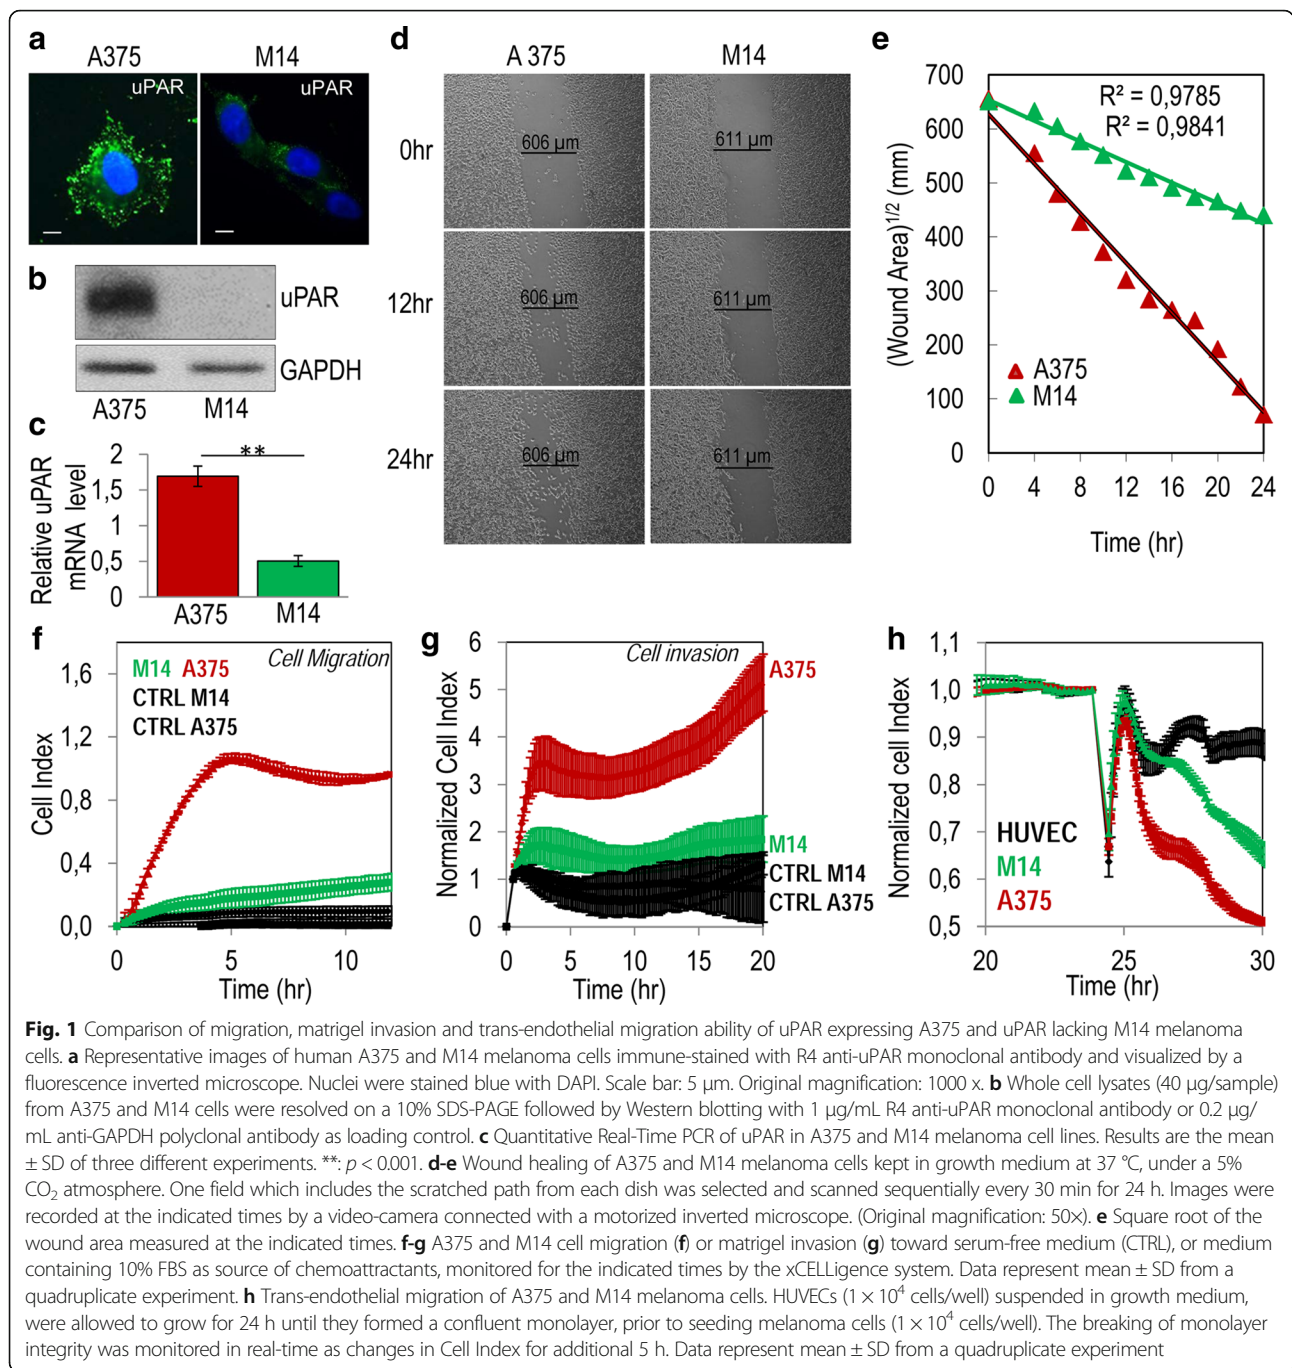 a
A375
M14
uPAR
uPAR
b
uPAR
GAPDH
A375
M14
c
Relative uPAR
mRNA level
2
1,5
1
0,5
0
**
A375
M14
d
A 375
M14
0hr
606 µm
611 µm
12hr
606 µm
611 µm
24hr
606 µm
611 µm
e
(Wound Area)1/2 (mm)
700
600
500
400
300
200
100
0
R² = 0,9785
R² = 0,9841
A375
M14
0 4 8 12 16 20 24
Time (hr)
f
Cell Index
1,6
1,2
0,8
0,4
0,0
Cell Migration
M14 A375
CTRL M14
CTRL A375
0 5 10
Time (hr)
g
Normalized Cell Index
6
5
4
3
2
1
0
Cell invasion
A375
M14
CTRL M14
CTRL A375
0 5 10 15 20
Time (hr)
h
Normalized cell Index
1,1
1,0
0,9
0,8
0,7
0,6
0,5
HUVEC
M14
A375
20 25 30
Time (hr)
Fig. 1 Comparison of migration, matrigel invasion and trans-endothelial migration ability of uPAR expressing A375 and uPAR lacking M14 melanoma
cells. a Representative images of human A375 and M14 melanoma cells immune-stained with R4 anti-uPAR monoclonal antibody and visualized by a
fluorescence inverted microscope. Nuclei were stained blue with DAPI. Scale bar: 5 µm. Original magnification: 1000 x. b Whole cell lysates (40 µg/sample)
from A375 and M14 cells were resolved on a 10% SDS-PAGE followed by Western blotting with 1 µg/mL R4 anti-uPAR monoclonal antibody or 0.2 µg/
mL anti-GAPDH polyclonal antibody as loading control. c Quantitative Real-Time PCR of uPAR in A375 and M14 melanoma cell lines. Results are the mean
± SD of three different experiments. **: p < 0.001. d-e Wound healing of A375 and M14 melanoma cells kept in growth medium at 37 °C, under a 5%
CO2 atmosphere. One field which includes the scratched path from each dish was selected and scanned sequentially every 30 min for 24 h. Images were
recorded at the indicated times by a video-camera connected with a motorized inverted microscope. (Original magnification: 50×). e Square root of the
wound area measured at the indicated times. f-g A375 and M14 cell migration (f) or matrigel invasion (g) toward serum-free medium (CTRL), or medium
containing 10% FBS as source of chemoattractants, monitored for the indicated times by the xCELLigence system. Data represent mean ± SD from a
quadruplicate experiment. h Trans-endothelial migration of A375 and M14 melanoma cells. HUVECs (1 × 10⁴ cells/well) suspended in growth medium,
were allowed to grow for 24 h until they formed a confluent monolayer, prior to seeding melanoma cells (1 × 10⁴ cells/well). The breaking of monolayer
integrity was monitored in real-time as changes in Cell Index for additional 5 h. Data represent mean ± SD from a quadruplicate experiment